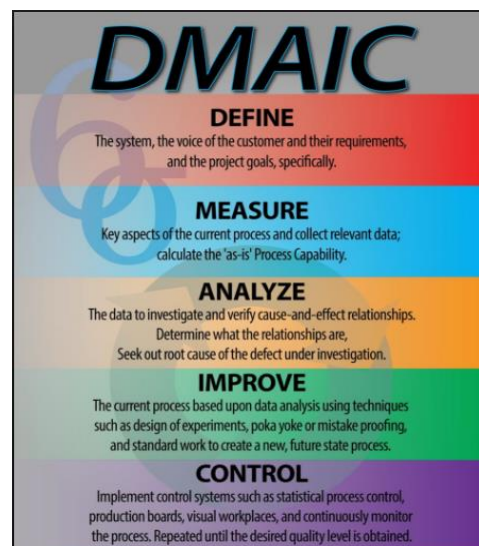 DMAIC
DEFINE
The system, the voice of the customer and their requirements,
and the project goals, specifically.
MEASURE
Key aspects of the current process and collect relevant data;
calculate the 'as-is' Process Capability.
ANALYZE
The data to investigate and verify cause-and-effect relationships.
Determine what the relationships are,
Seek out root cause of the defect under investigation.
IMPROVE
The current process based upon data analysis using techniques
such as design of experiments, poka yoke or mistake proofing,
and standard work to create a new, future state process.
CONTROL
Implement control systems such as statistical process control,
production boards, visual workplaces, and continuously monitor
the process. Repeated until the desired quality level is obtained.